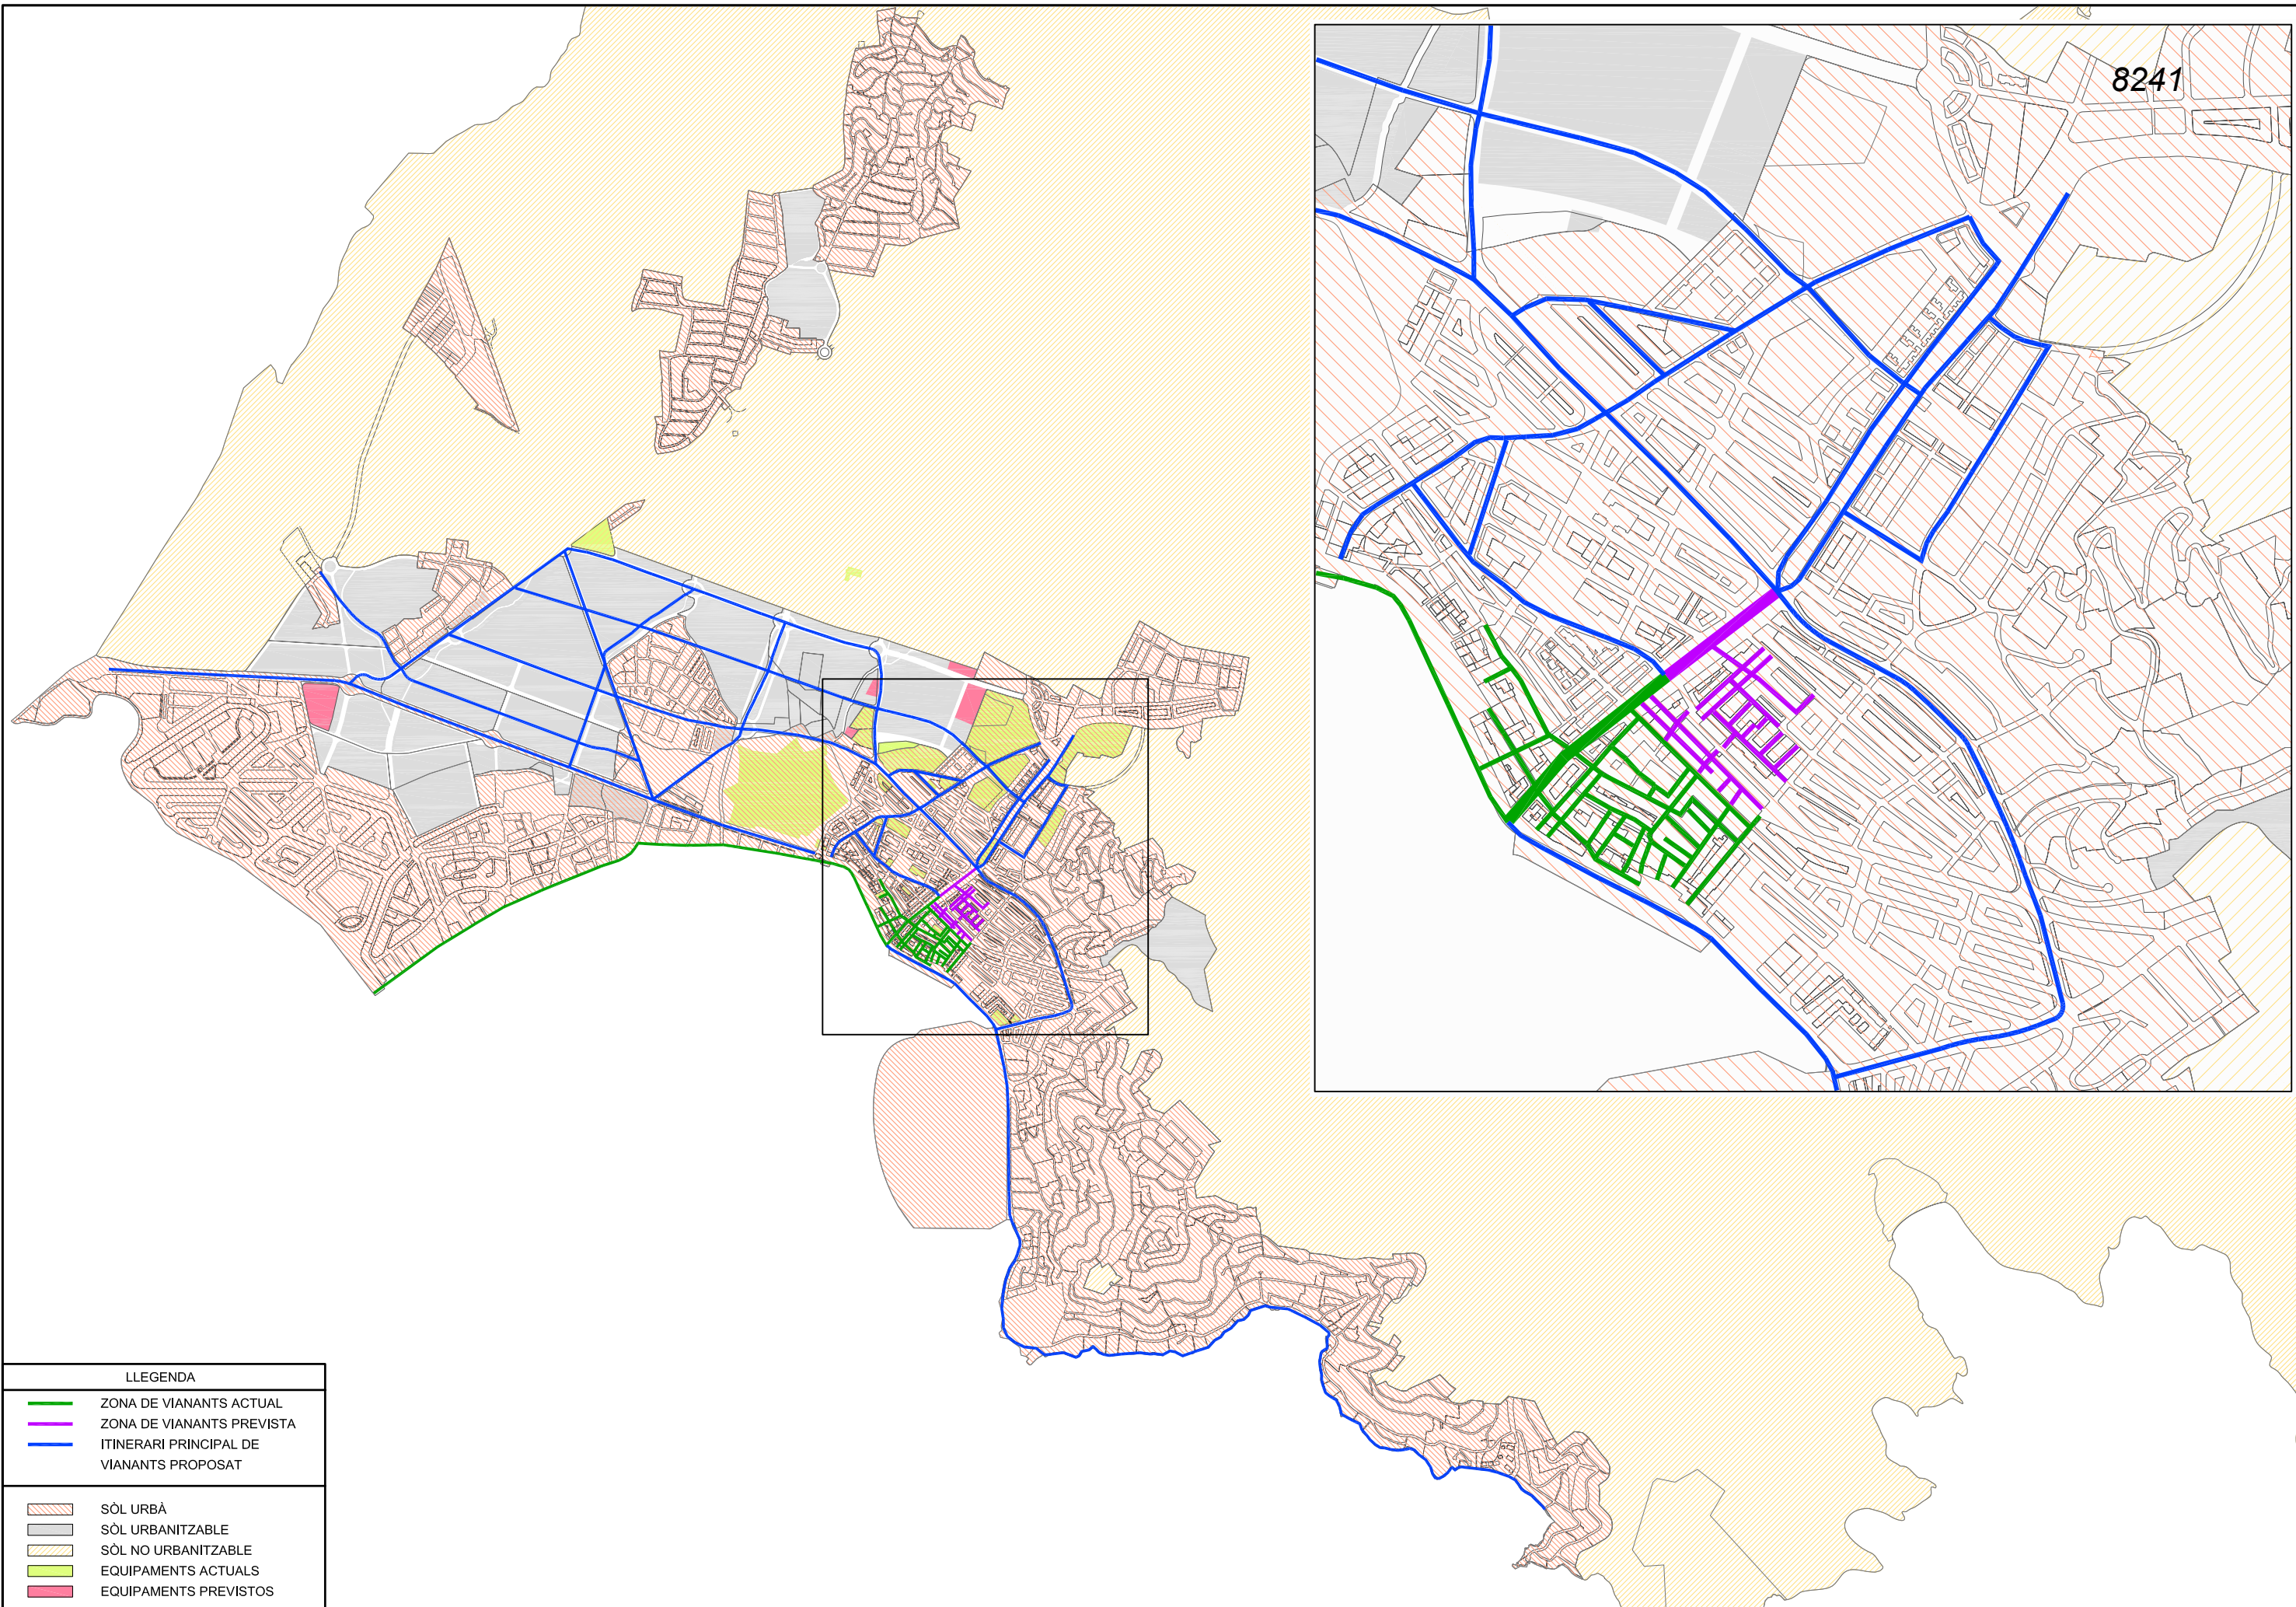 8241
LLEGENDA
ZONA DE VIANANTS ACTUAL
ZONA DE VIANANTS PREVISTA
ITINERARI PRINCIPAL DE
VIANANTS PROPOSAT
SÒL URBÀ
SÒL URBANITZABLE
SÒL NO URBANITZABLE
EQUIPAMENTS ACTUALS
EQUIPAMENTS PREVISTOS